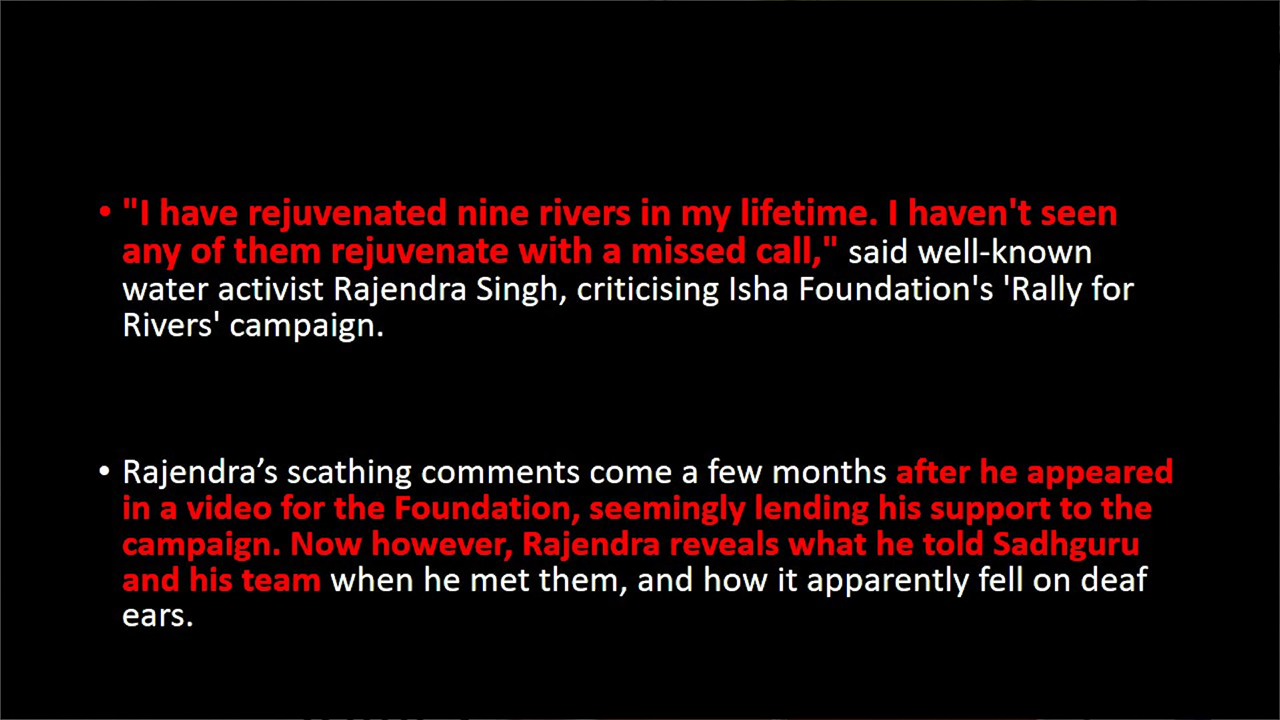 • "I have rejuvenated nine rivers in my lifetime. I haven't seen
any of them rejuvenate with a missed call," said well-known
water activist Rajendra Singh, criticising Isha Foundation's 'Rally for
Rivers' campaign.
• Rajendra’s scathing comments come a few months after he appeared
in a video for the Foundation, seemingly lending his support to the
campaign. Now however, Rajendra reveals what he told Sadhguru
and his team when he met them, and how it apparently fell on deaf
ears.